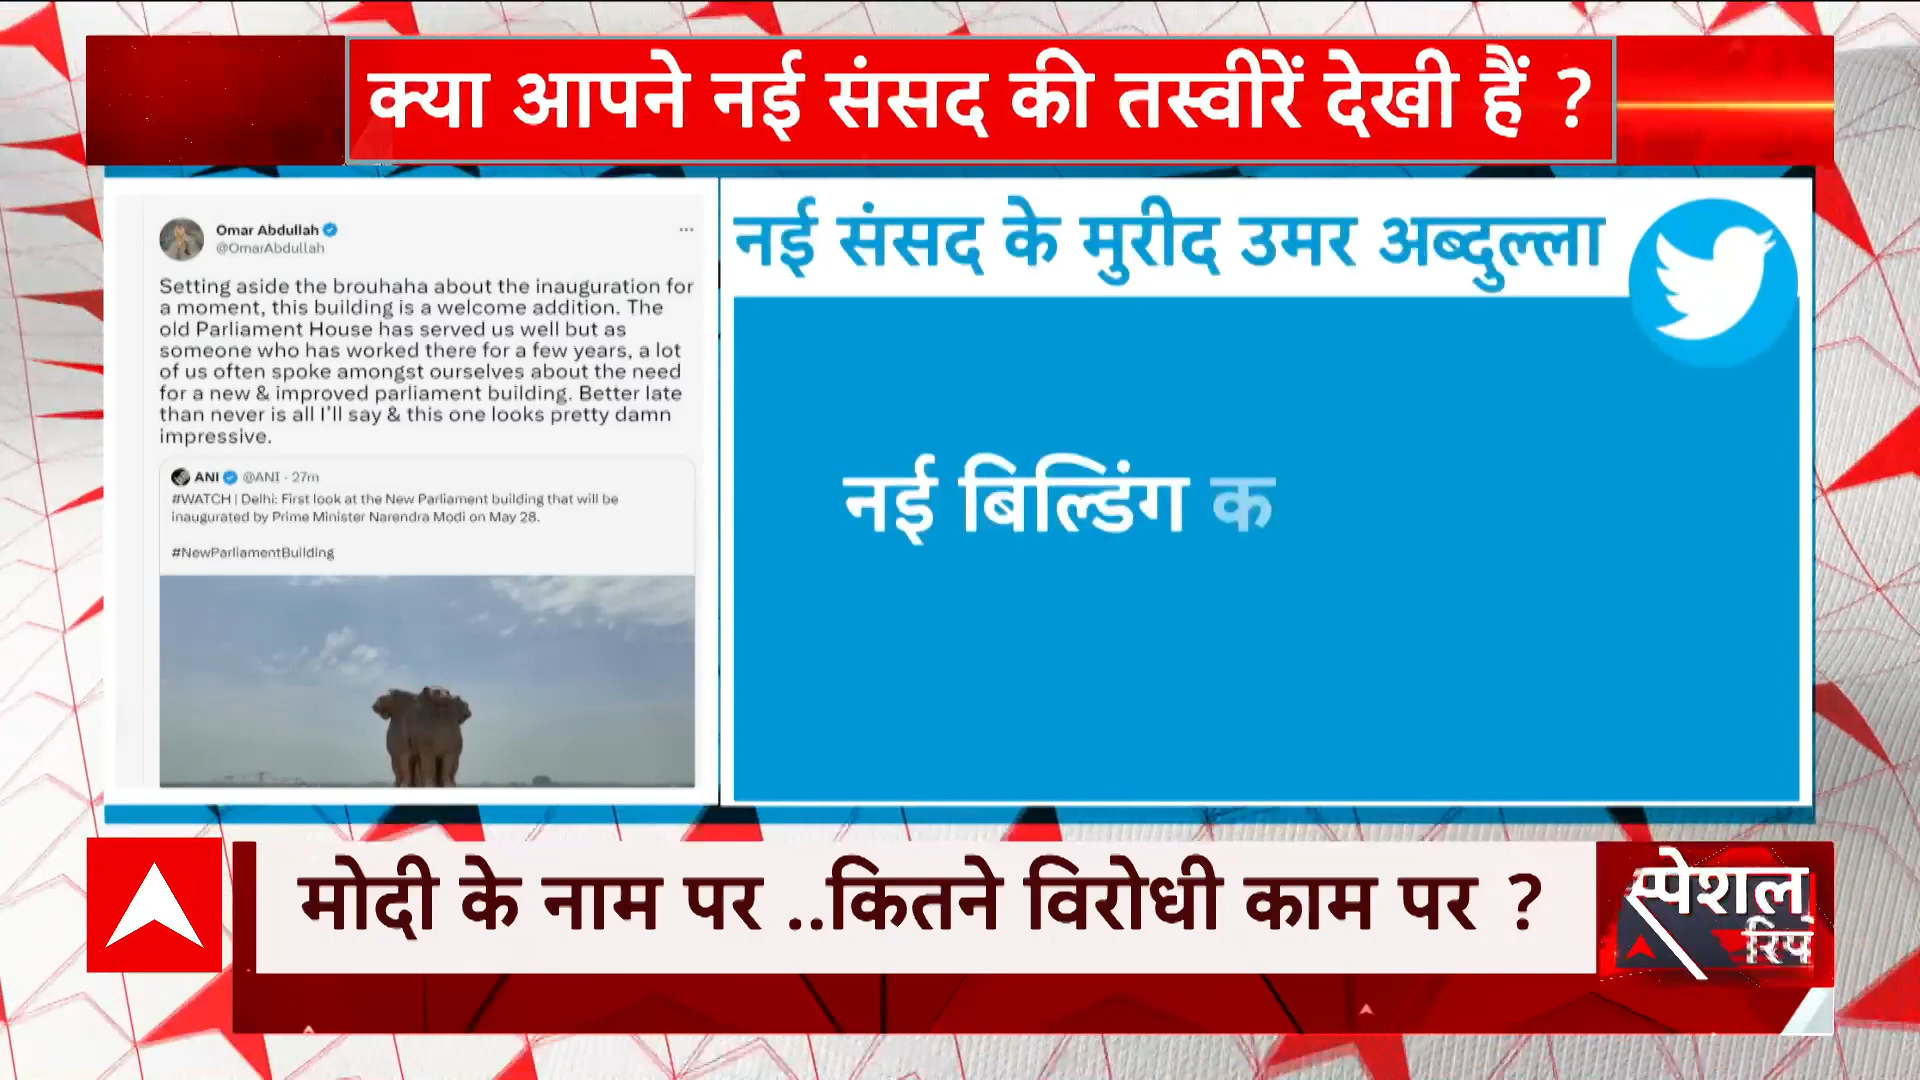 क्या आपने नई संसद की तस्वीरें देखी हैं ?
Omar Abdullah
@OmarAbdullah
Setting aside the brouhaha about the inauguration for
a moment, this building is a welcome addition. The
old Parliament House has served us well but as
someone who has worked there for a few years, a lot
of us often spoke amongst ourselves about the need
for a new & improved parliament building. Better late
than never is all I'll say & this one looks pretty damn
impressive.
ANI @ANI · 27m
#WATCH | Delhi: First look at the New Parliament building that will be
inaugurated by Prime Minister Narendra Modi on May 28.
#NewParliamentBuilding
नई संसद के मुरीद उमर अब्दुल्ला
नई बिल्डिंग क
मोदी के नाम पर ..कितने विरोधी काम पर ?
स्पेशल
रिप